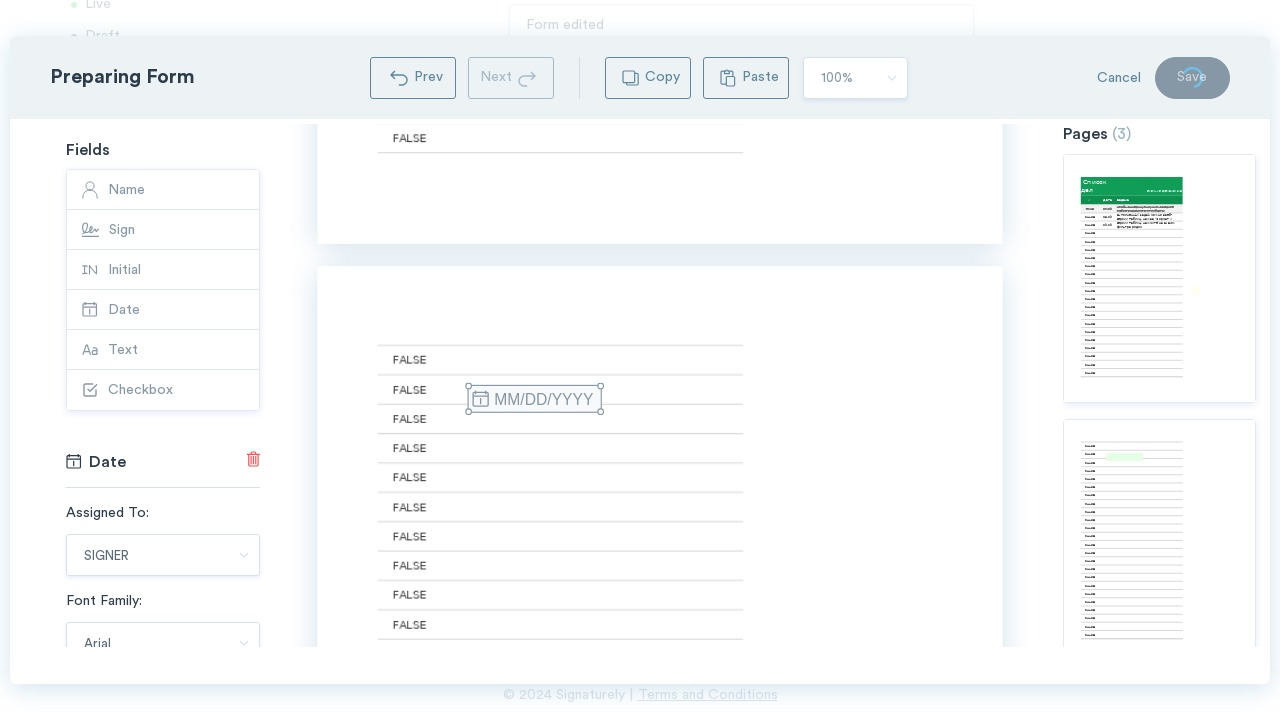 Live
Draft
Form edited
Preparing Form
Prev
Next
Copy
Paste
100%
Cancel
Save
Fields
Name
Sign
Initial
Date
Text
Checkbox
Date
Assigned To:
SIGNER
Font Family:
Arial
FALSE
FALSE
FALSE
MM/DD/YYYY
FALSE
FALSE
FALSE
FALSE
FALSE
FALSE
FALSE
FALSE
Pages (3)
Список
дел
© 2024 Signaturely | Terms and Conditions